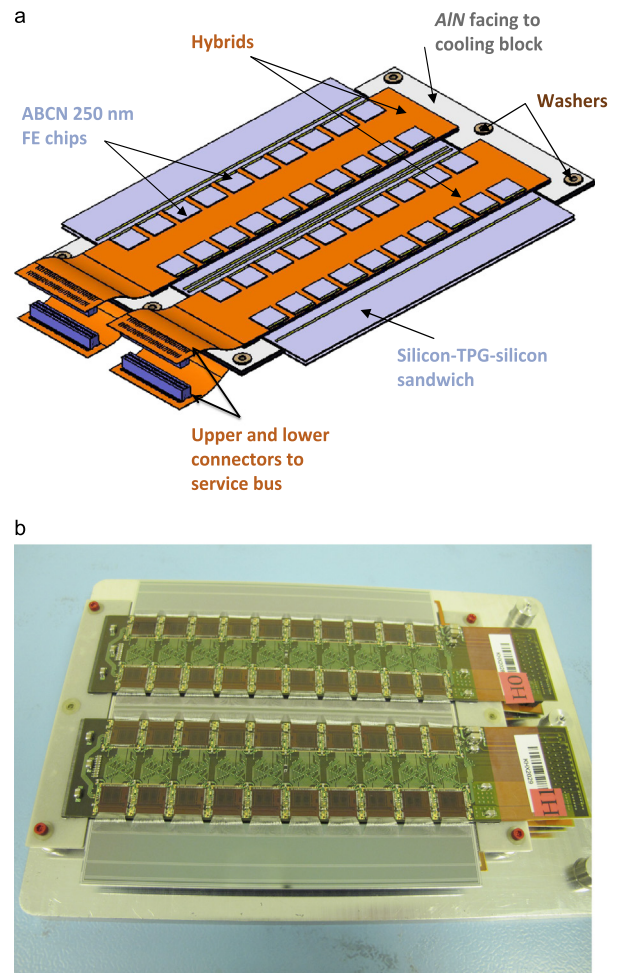 a
AlN facing to
cooling block
Hybrids
Washers
ABCN 250 nm
FE chips
Silicon-TPG-silicon
sandwich
Upper and lower
connectors to
service bus
b
H0
H1